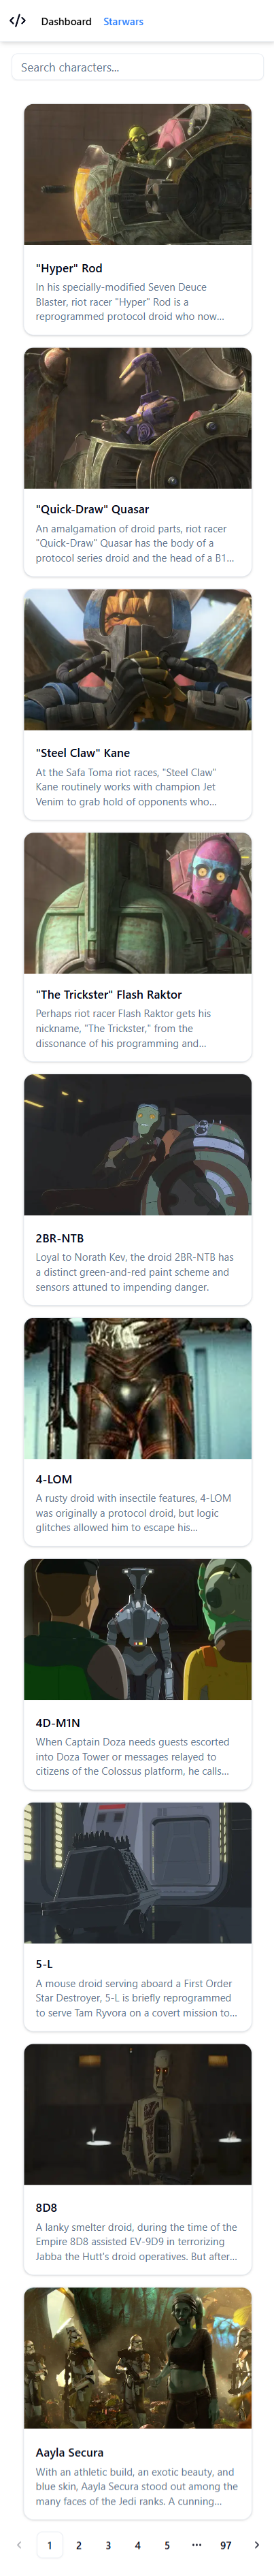 </> Dashboard Starwars
Search characters...
"Hyper" Rod
In his specially-modified Seven Deuce
Blaster, riot racer "Hyper" Rod is a
reprogrammed protocol droid who now...
"Quick-Draw" Quasar
An amalgamation of droid parts, riot racer
"Quick-Draw" Quasar has the body of a
protocol series droid and the head of a B1...
"Steel Claw" Kane
At the Safa Toma riot races, "Steel Claw"
Kane routinely works with champion Jet
Venim to grab hold of opponents who...
"The Trickster" Flash Raktor
Perhaps riot racer Flash Raktor gets his
nickname, "The Trickster," from the
dissonance of his programming and...
2BR-NTB
Loyal to Norath Kev, the droid 2BR-NTB has
a distinct green-and-red paint scheme and
sensors attuned to impending danger.
4-LOM
A rusty droid with insectile features, 4-LOM
was originally a protocol droid, but logic
glitches allowed him to escape his...
4D-M1N
When Captain Doza needs guests escorted
into Doza Tower or messages relayed to
citizens of the Colossus platform, he calls...
5-L
A mouse droid serving aboard a First Order
Star Destroyer, 5-L is briefly reprogrammed
to serve Tam Ryvora on a covert mission to...
8D8
A lanky smelter droid, during the time of the
Empire 8D8 assisted EV-9D9 in terrorizing
Jabba the Hutt's droid operatives. But after...
Aayla Secura
With an athletic build, an exotic beauty, and
blue skin, Aayla Secura stood out among the
many faces of the Jedi ranks. A cunning...
‹ 1 2 3 4 5 ··· 97 ›